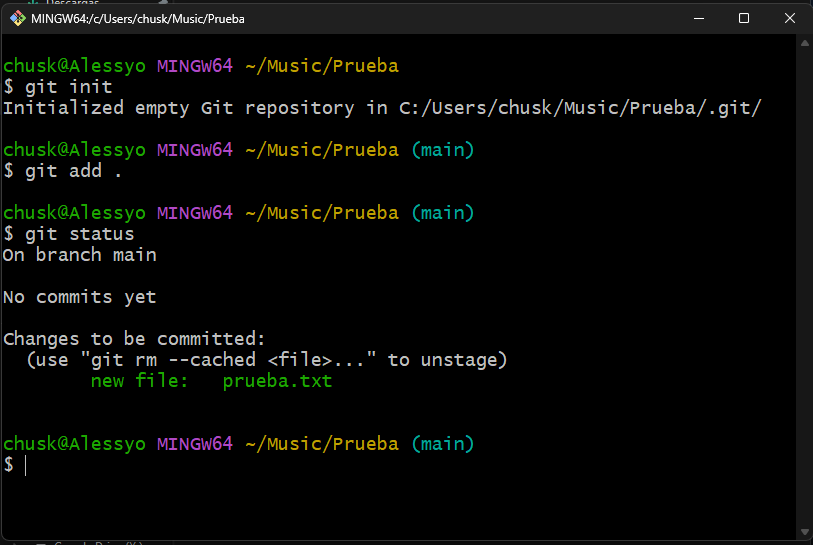 Descargas
MINGW64:/c/Users/chusk/Music/Prueba
chusk@Alessyo MINGW64 ~/Music/Prueba
$ git init
Initialized empty Git repository in C:/Users/chusk/Music/Prueba/.git/
chusk@Alessyo MINGW64 ~/Music/Prueba (main)
$ git add .
chusk@Alessyo MINGW64 ~/Music/Prueba (main)
$ git status
On branch main
No commits yet
Changes to be committed:
(use "git rm --cached <file>..." to unstage)
new file: prueba.txt
chusk@Alessyo MINGW64 ~/Music/Prueba (main)
$